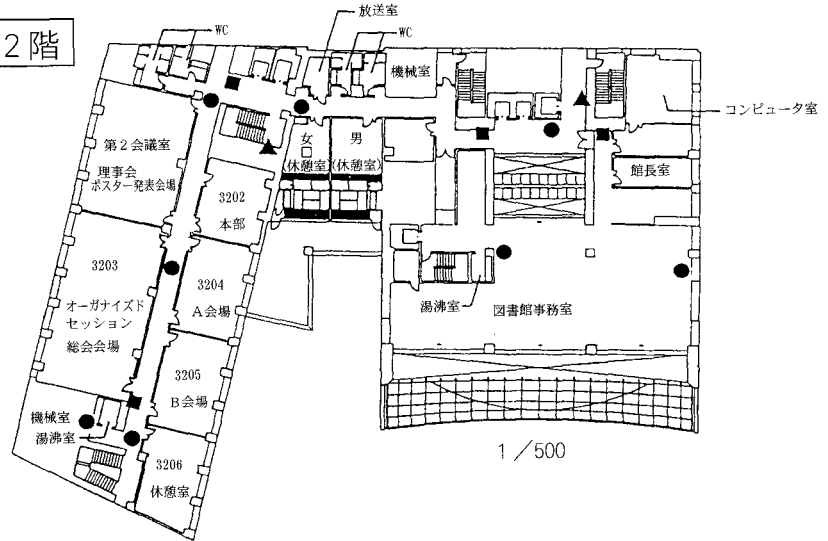 2階
WC
放送室
WC
機械室
コンピュータ室
第2会議室
理事会
ポスター発表会場
女
(休憩室)
男
(休憩室)
館長室
3202
本部
3203
オーガナイズド
セッション
総会会場
3204
A会場
湯沸室
図書館事務室
3205
B会場
機械室
湯沸室
3206
休憩室
1/500